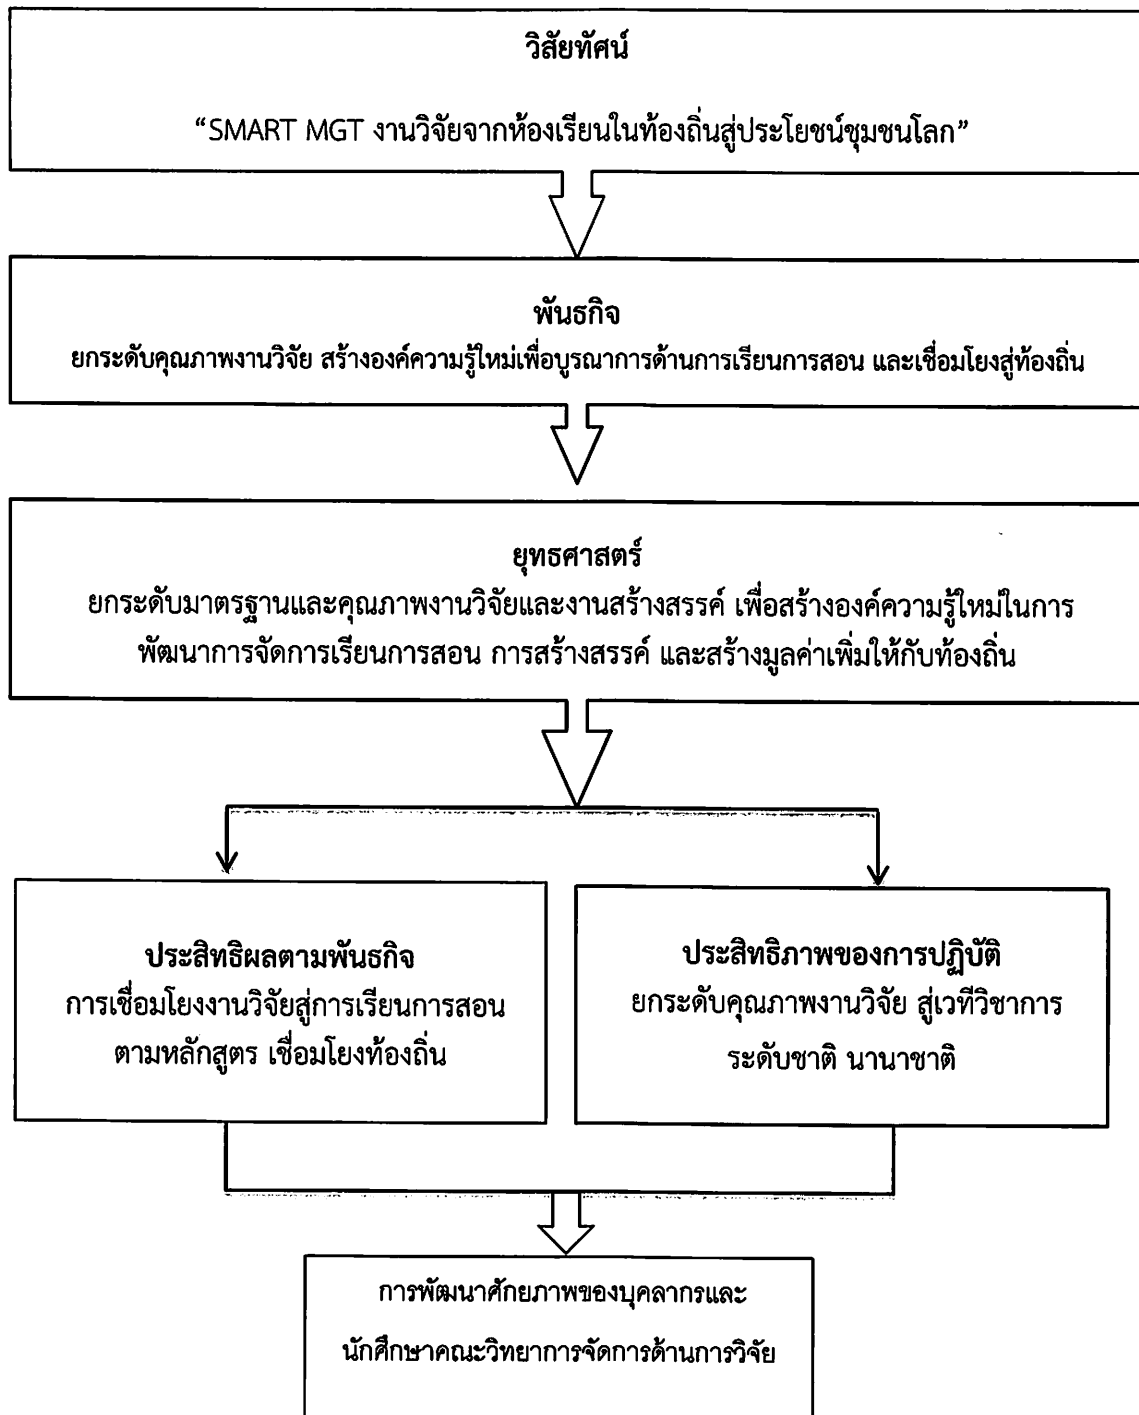 วิสัยทัศน์
“SMART MGT งานวิจัยจากห้องเรียนในท้องถิ่นสู่ประโยชน์ชุมชนโลก”
พันธกิจ
ยกระดับคุณภาพงานวิจัย สร้างองค์ความรู้ใหม่เพื่อบูรณาการด้านการเรียนการสอน และเชื่อมโยงสู่ท้องถิ่น
ยุทธศาสตร์
ยกระดับมาตรฐานและคุณภาพงานวิจัยและงานสร้างสรรค์ เพื่อสร้างองค์ความรู้ใหม่ในการ
พัฒนาการจัดการเรียนการสอน การสร้างสรรค์ และสร้างมูลค่าเพิ่มให้กับท้องถิ่น
ประสิทธิผลตามพันธกิจ
การเชื่อมโยงงานวิจัยสู่การเรียนการสอน
ตามหลักสูตร เชื่อมโยงท้องถิ่น
ประสิทธิภาพของการปฏิบัติ
ยกระดับคุณภาพงานวิจัย สู่เวทีวิชาการ
ระดับชาติ นานาชาติ
การพัฒนาศักยภาพของบุคลากรและ
นักศึกษาคณะวิทยาการจัดการด้านการวิจัย